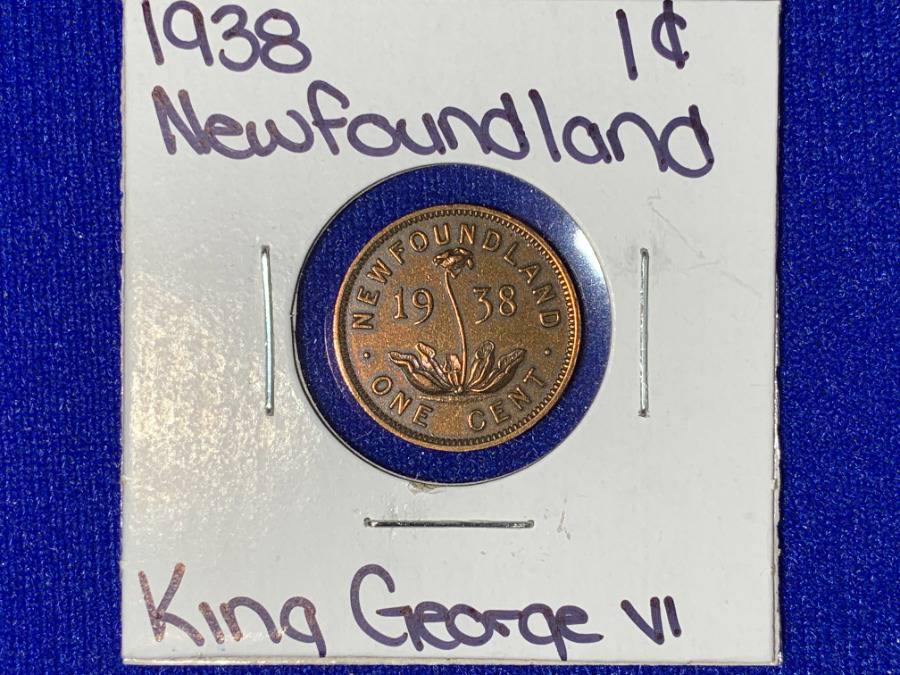 1938 1¢
Newfoundland
NEWFOUNDLAND
19 38
· ONE CENT ·
King George VI